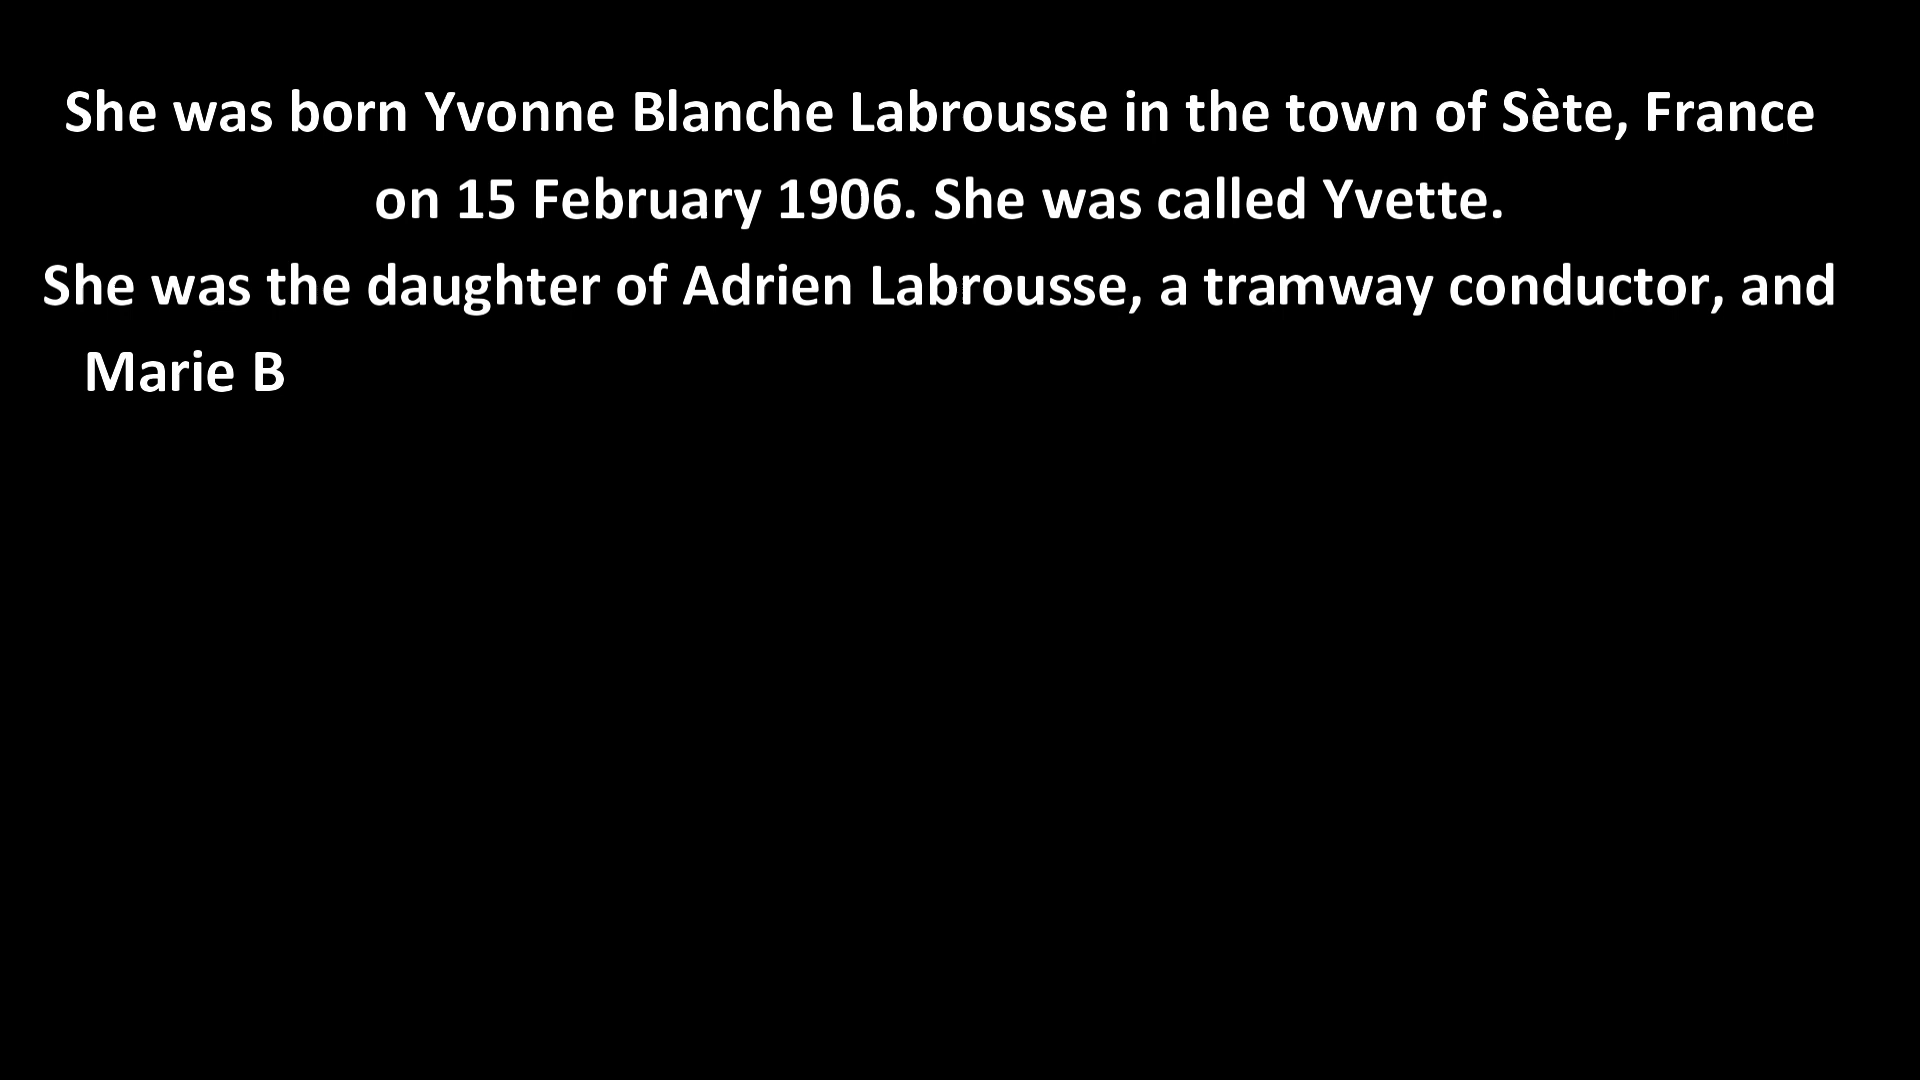 She was born Yvonne Blanche Labrousse in the town of Sète, France
on 15 February 1906. She was called Yvette.
She was the daughter of Adrien Labrousse, a tramway conductor, and
Marie B